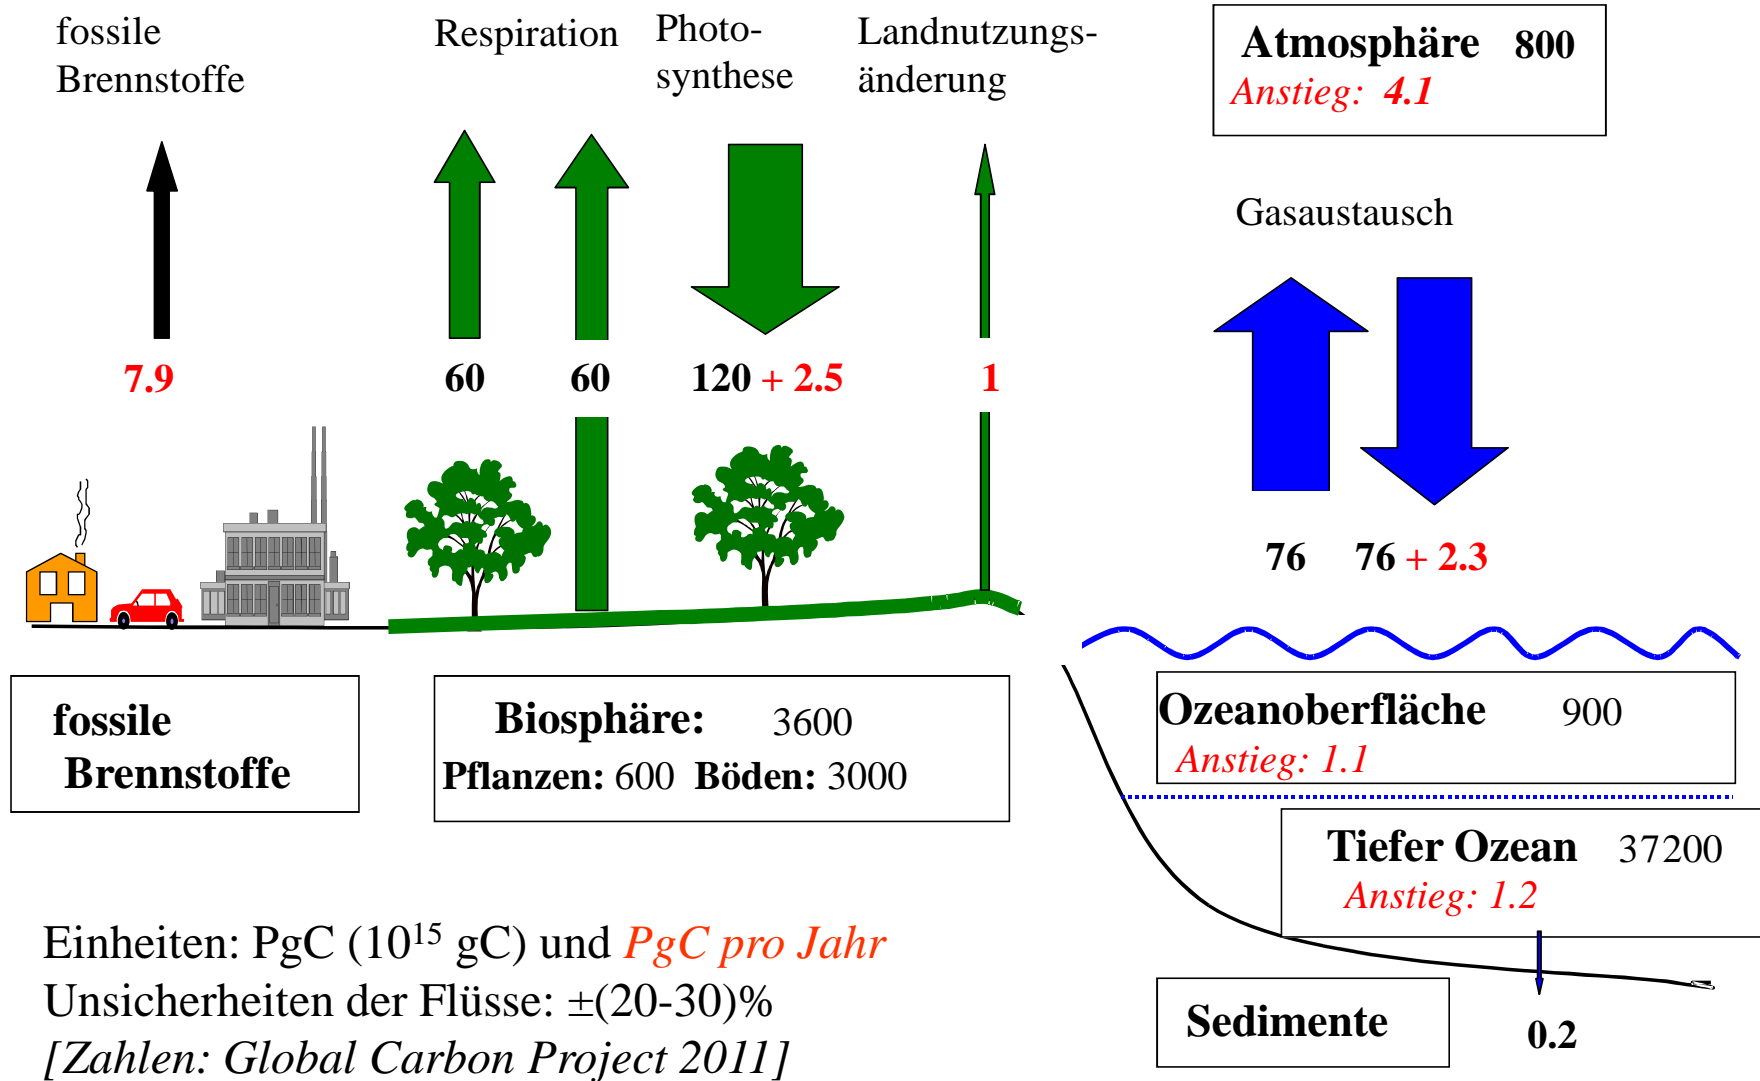 fossile
Brennstoffe
Respiration
Photo-
synthese
Landnutzungs-
änderung
Atmosphäre 800
Anstieg: 4.1
Gasaustausch
7.9
60
60
120 + 2.5
1
76
76 + 2.3
fossile
Brennstoffe
Biosphäre: 3600
Pflanzen: 600 Böden: 3000
Ozeanoberfläche 900
Anstieg: 1.1
Tiefer Ozean 37200
Anstieg: 1.2
Sedimente
0.2
Einheiten: PgC (10¹⁵ gC) und PgC pro Jahr
Unsicherheiten der Flüsse: ±(20-30)%
[Zahlen: Global Carbon Project 2011]